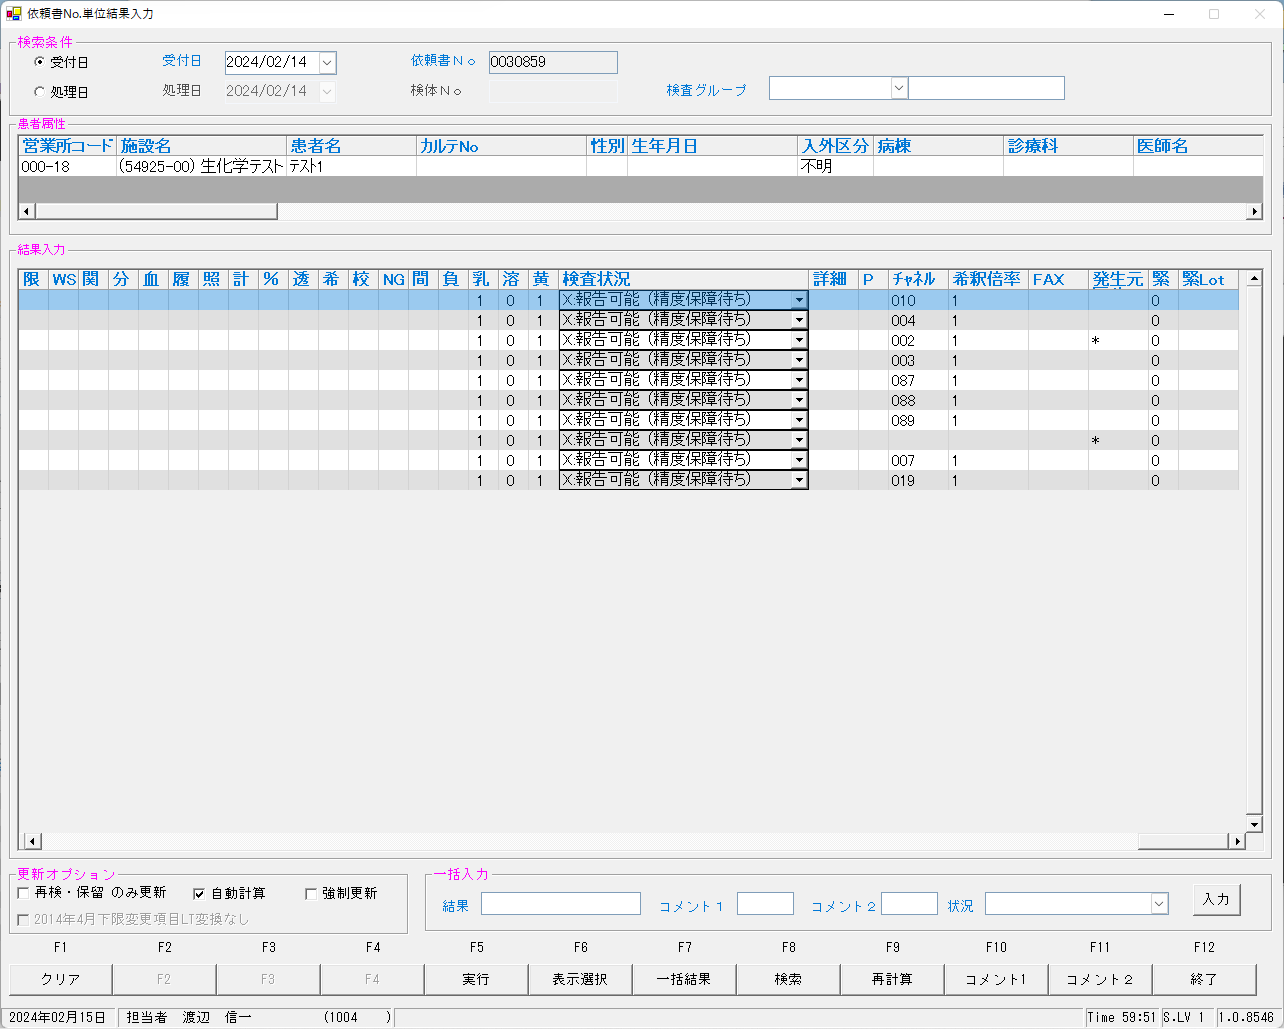 依頼書No.単位結果入力
検索条件
受付日 受付日 2024/02/14 依頼書No 0030859
処理日 処理日 2024/02/14 検体No 検査グループ
患者属性
営業所コード 施設名 患者名 カルテNo 性別 生年月日 入外区分 病棟 診療科 医師名
000-18 (54925-00) 生化学テスト テスト1 不明
結果入力
限 WS 関 分 血 履 照 計 % 透 希 校 NG 間 負 乳 溶 黄 検査状況 詳細 P チャネル 希釈倍率 FAX 発生元 緊 緊Lot
1 0 1 X:報告可能（精度保障待ち） 010 1 0
1 0 1 X:報告可能（精度保障待ち） 004 1 0
1 0 1 X:報告可能（精度保障待ち） 002 1 * 0
1 0 1 X:報告可能（精度保障待ち） 003 1 0
1 0 1 X:報告可能（精度保障待ち） 087 1 0
1 0 1 X:報告可能（精度保障待ち） 088 1 0
1 0 1 X:報告可能（精度保障待ち） 089 1 0
1 0 1 X:報告可能（精度保障待ち） * 0
1 0 1 X:報告可能（精度保障待ち） 007 1 0
1 0 1 X:報告可能（精度保障待ち） 019 1 0
更新オプション
再検・保留 のみ更新 自動計算 強制更新
2014年4月下限変更項目LT変換なし
一括入力
結果 コメント１ コメント２ 状況 入力
F1 F2 F3 F4 F5 F6 F7 F8 F9 F10 F11 F12
クリア F2 F3 F4 実行 表示選択 一括結果 検索 再計算 コメント1 コメント２ 終了
2024年02月15日 担当者 渡辺 信一 (1004 ) Time 59:51 S.LV 1 1.0.8546